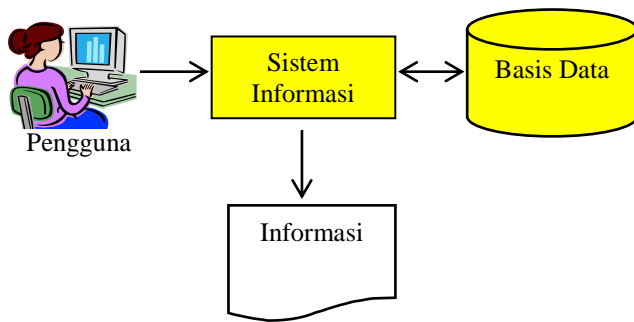 Sistem
Informasi
Basis Data
Pengguna
Informasi